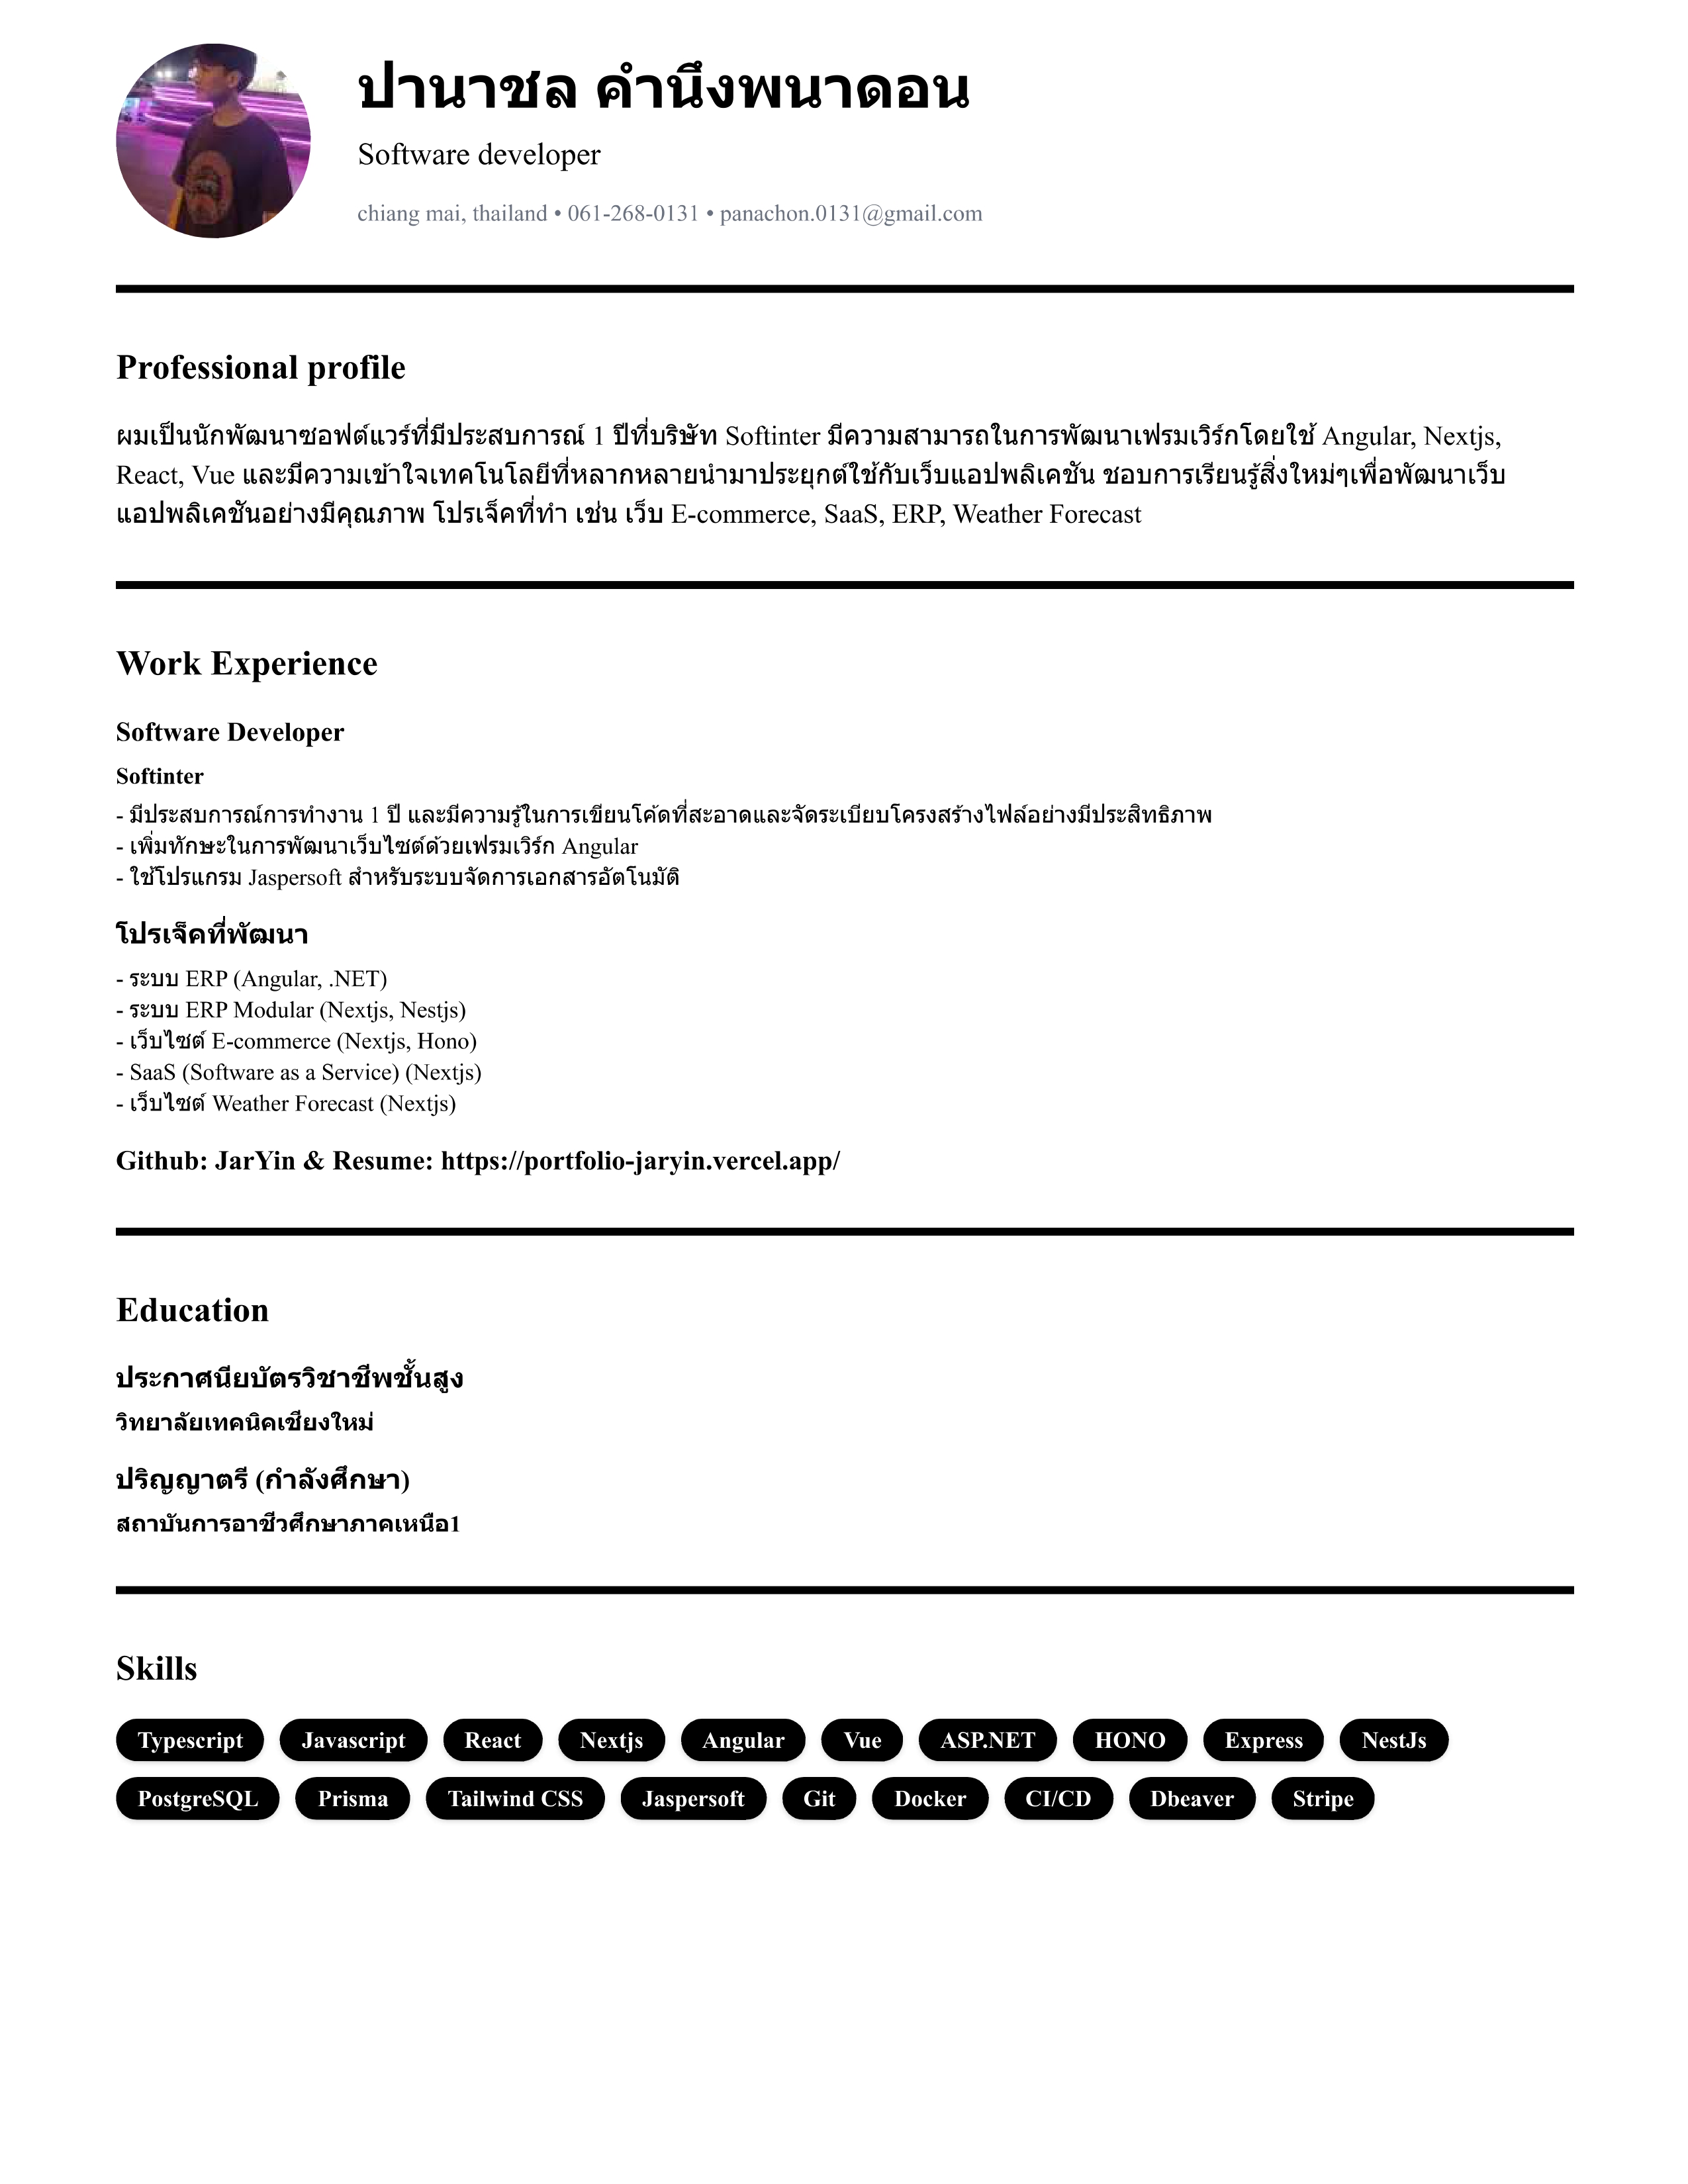 ปานาชล คำนึงพนาดอน
Software developer
chiang mai, thailand • 061-268-0131 • panachon.0131@gmail.com
Professional profile
ผมเป็นนักพัฒนาซอฟต์แวร์ที่มีประสบการณ์ 1 ปีที่บริษัท Softinter มีความสามารถในการพัฒนาเฟรมเวิร์กโดยใช้ Angular, Nextjs,
React, Vue และมีความเข้าใจเทคโนโลยีที่หลากหลายนำมาประยุกต์ใช้กับเว็บแอปพลิเคชัน ชอบการเรียนรู้สิ่งใหม่ๆเพื่อพัฒนาเว็บ
แอปพลิเคชันอย่างมีคุณภาพ โปรเจ็คที่ทำ เช่น เว็บ E-commerce, SaaS, ERP, Weather Forecast
Work Experience
Software Developer
Softinter
- มีประสบการณ์การทำงาน 1 ปี และมีความรู้ในการเขียนโค้ดที่สะอาดและจัดระเบียบโครงสร้างไฟล์อย่างมีประสิทธิภาพ
- เพิ่มทักษะในการพัฒนาเว็บไซต์ด้วยเฟรมเวิร์ก Angular
- ใช้โปรแกรม Jaspersoft สำหรับระบบจัดการเอกสารอัตโนมัติ
โปรเจ็คที่พัฒนา
- ระบบ ERP (Angular, .NET)
- ระบบ ERP Modular (Nextjs, Nestjs)
- เว็บไซต์ E-commerce (Nextjs, Hono)
- SaaS (Software as a Service) (Nextjs)
- เว็บไซต์ Weather Forecast (Nextjs)
Github: JarYin & Resume: https://portfolio-jaryin.vercel.app/
Education
ประกาศนียบัตรวิชาชีพชั้นสูง
วิทยาลัยเทคนิคเชียงใหม่
ปริญญาตรี (กำลังศึกษา)
สถาบันการอาชีวศึกษาภาคเหนือ1
Skills
Typescript Javascript React Nextjs Angular Vue ASP.NET HONO Express NestJs
PostgreSQL Prisma Tailwind CSS Jaspersoft Git Docker CI/CD Dbeaver Stripe